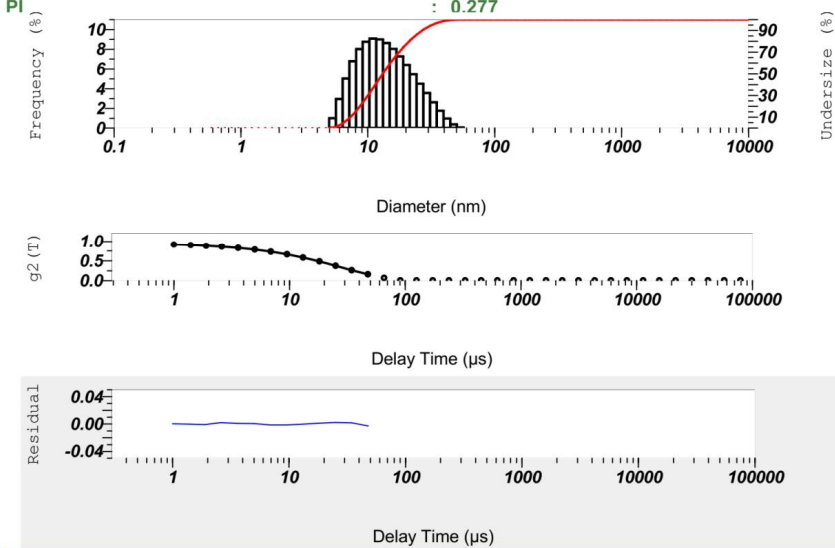 PI : 0.277
Frequency (%)
10
8
6
4
2
0
90
70
50
30
10
Undersize (%)
0.1 1 10 100 1000 10000
Diameter (nm)
g2(T)
1.0
0.5
0.0
1 10 100 1000 10000 100000
Delay Time (µs)
Residual
0.04
0.00
-0.04
1 10 100 1000 10000 100000
Delay Time (µs)